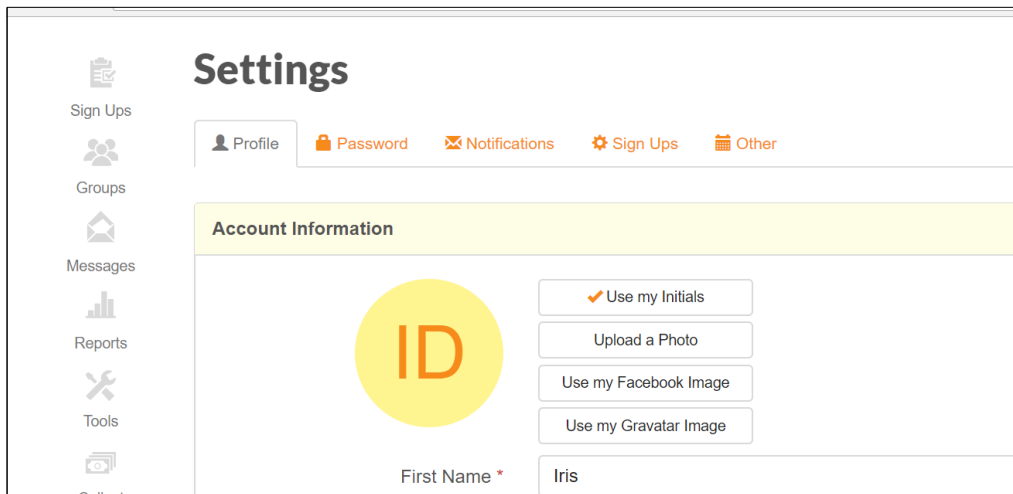 Settings
Sign Ups
Profile
Password
Notifications
Sign Ups
Other
Groups
Account Information
Messages
Use my Initials
ID
Upload a Photo
Reports
Use my Facebook Image
Tools
Use my Gravatar Image
First Name *
Iris